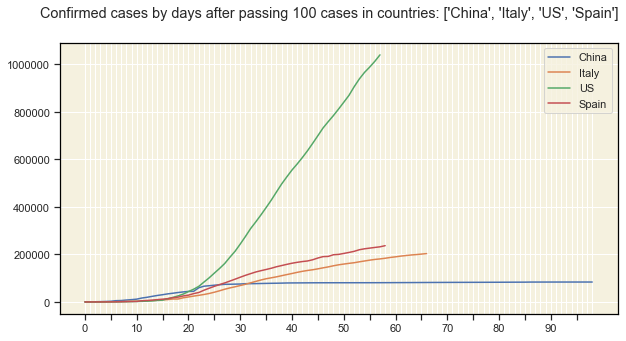 Confirmed cases by days after passing 100 cases in countries: ['China', 'Italy', 'US', 'Spain']
1000000
800000
600000
400000
200000
0
China
Italy
US
Spain
0 10 20 30 40 50 60 70 80 90